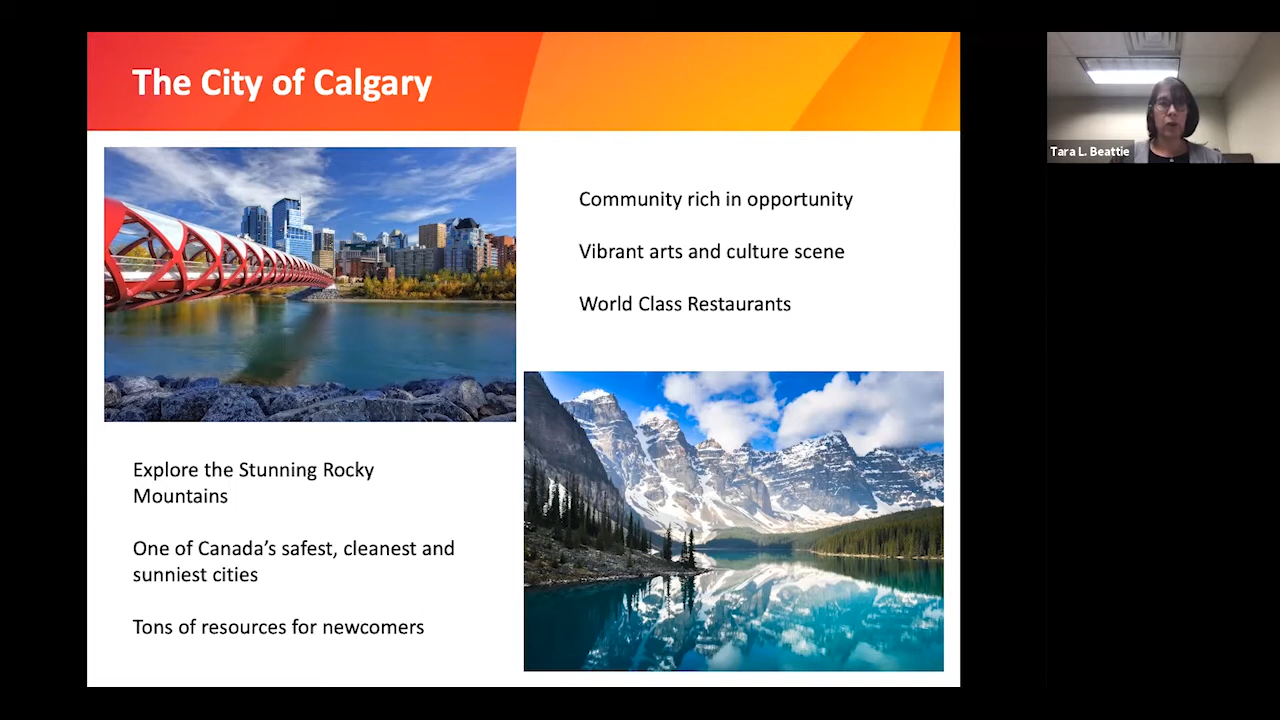 The City of Calgary
Community rich in opportunity
Vibrant arts and culture scene
World Class Restaurants
Explore the Stunning Rocky
Mountains
One of Canada’s safest, cleanest and
sunniest cities
Tons of resources for newcomers
Tara L. Beattie